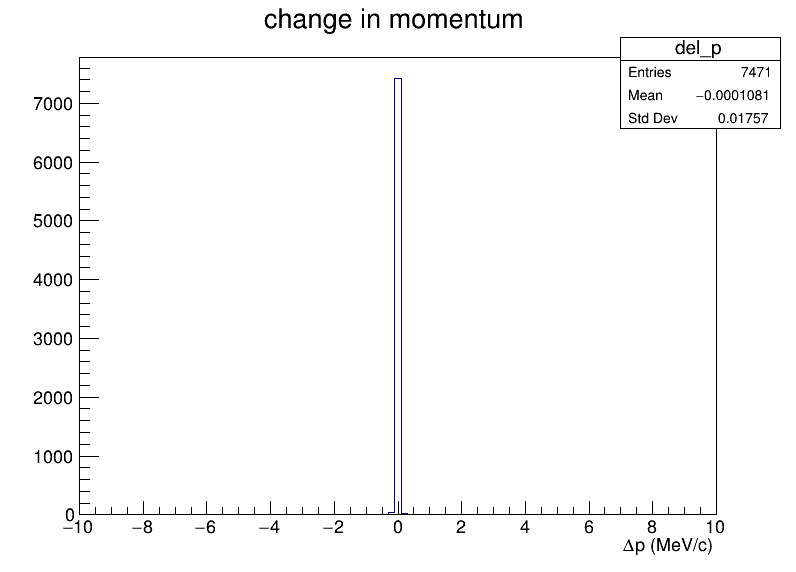 change in momentum
del_p
Entries 7471
Mean −0.0001081
Std Dev 0.01757
7000
6000
5000
4000
3000
2000
1000
0
−10 −8 −6 −4 −2 0 2 4 6 8 10
Δp (MeV/c)